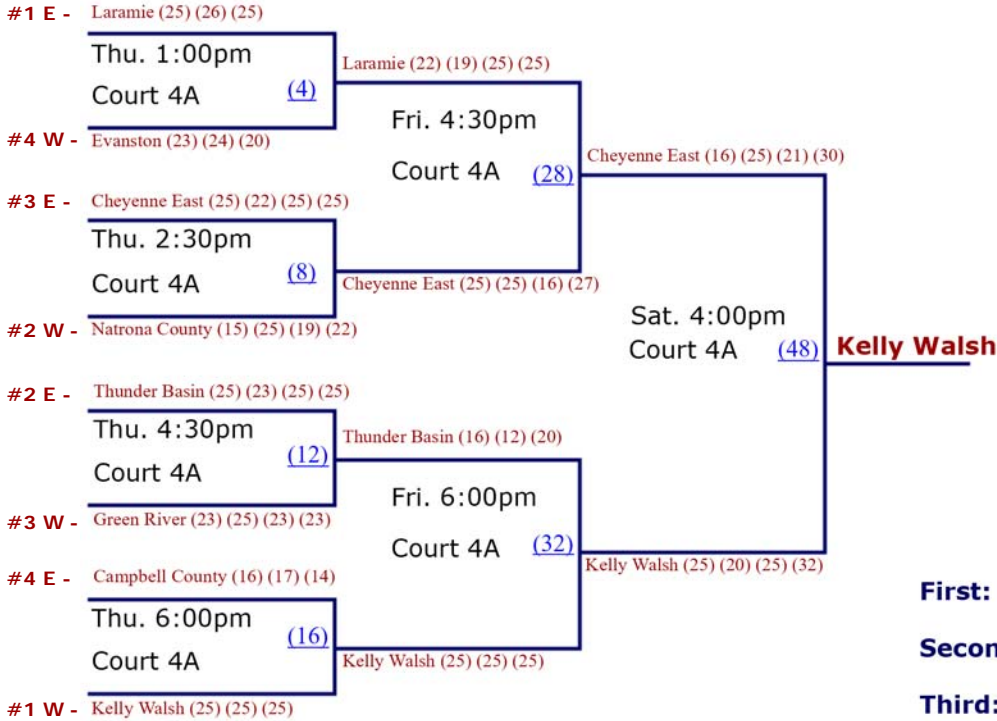 #1 E - Laramie (25) (26) (25)
Thu. 1:00pm
Court 4A (4)
#4 W - Evanston (23) (24) (20)
Laramie (22) (19) (25) (25)
Fri. 4:30pm
Court 4A (28)
#3 E - Cheyenne East (25) (22) (25) (25)
Thu. 2:30pm
Court 4A (8)
#2 W - Natrona County (15) (25) (19) (22)
Cheyenne East (25) (25) (16) (27)
Cheyenne East (16) (25) (21) (30)
Sat. 4:00pm
Court 4A (48)
Kelly Walsh
#2 E - Thunder Basin (25) (23) (25) (25)
Thu. 4:30pm
Court 4A (12)
#3 W - Green River (23) (25) (23) (23)
Thunder Basin (16) (12) (20)
Fri. 6:00pm
Court 4A (32)
#4 E - Campbell County (16) (17) (14)
Thu. 6:00pm
Court 4A (16)
#1 W - Kelly Walsh (25) (25) (25)
Kelly Walsh (25) (25) (25)
Kelly Walsh (25) (20) (25) (32)
First:
Secon
Third: